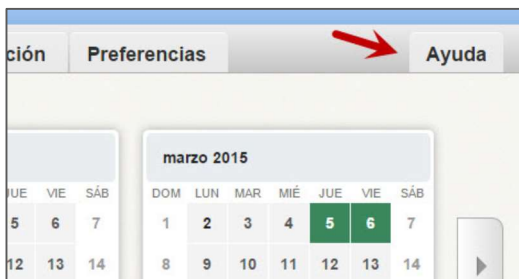 ción Preferencias Ayuda
marzo 2015
JUE VIE SÁB DOM LUN MAR MIÉ JUE VIE SÁB
5 6 7 1 2 3 4 5 6 7
12 13 14 8 9 10 11 12 13 14